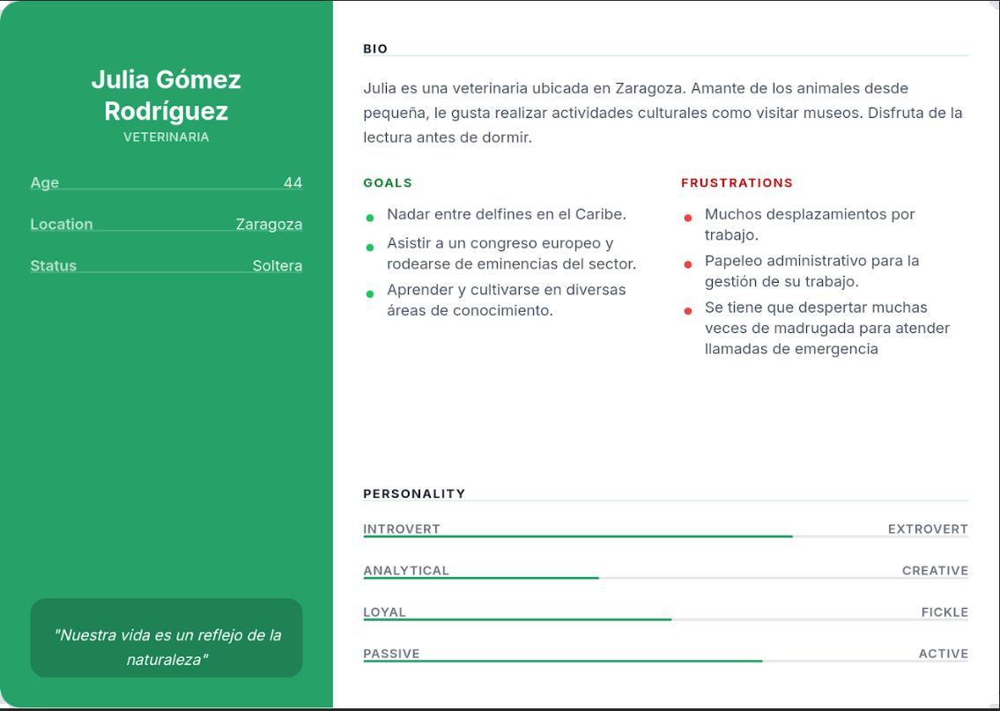 Julia Gómez
Rodríguez
VETERINARIA
Age 44
Location Zaragoza
Status Soltera
"Nuestra vida es un reflejo de la
naturaleza"
BIO
Julia es una veterinaria ubicada en Zaragoza. Amante de los animales desde
pequeña, le gusta realizar actividades culturales como visitar museos. Disfruta de la
lectura antes de dormir.
GOALS
Nadar entre delfines en el Caribe.
Asistir a un congreso europeo y
rodearse de eminencias del sector.
Aprender y cultivarse en diversas
áreas de conocimiento.
FRUSTRATIONS
Muchos desplazamientos por
trabajo.
Papeleo administrativo para la
gestión de su trabajo.
Se tiene que despertar muchas
veces de madrugada para atender
llamadas de emergencia
PERSONALITY
INTROVERT EXTROVERT
ANALYTICAL CREATIVE
LOYAL FICKLE
PASSIVE ACTIVE